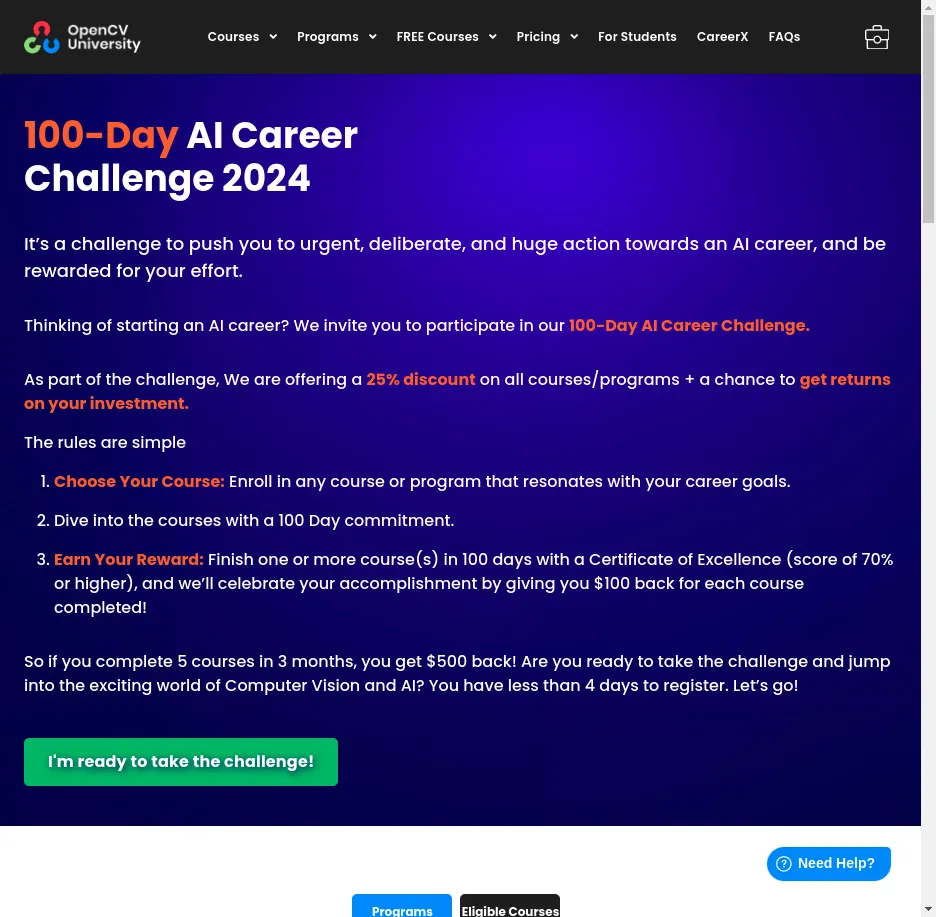 OpenCV
University
Courses Programs FREE Courses Pricing For Students CareerX FAQs
100-Day AI Career
Challenge 2024
It’s a challenge to push you to urgent, deliberate, and huge action towards an AI career, and be
rewarded for your effort.
Thinking of starting an AI career? We invite you to participate in our 100-Day AI Career Challenge.
As part of the challenge, We are offering a 25% discount on all courses/programs + a chance to get returns
on your investment.
The rules are simple
1. Choose Your Course: Enroll in any course or program that resonates with your career goals.
2. Dive into the courses with a 100 Day commitment.
3. Earn Your Reward: Finish one or more course(s) in 100 days with a Certificate of Excellence (score of 70%
or higher), and we’ll celebrate your accomplishment by giving you $100 back for each course
completed!
So if you complete 5 courses in 3 months, you get $500 back! Are you ready to take the challenge and jump
into the exciting world of Computer Vision and AI? You have less than 4 days to register. Let’s go!
I'm ready to take the challenge!
? Need Help?
Programs Eligible Courses